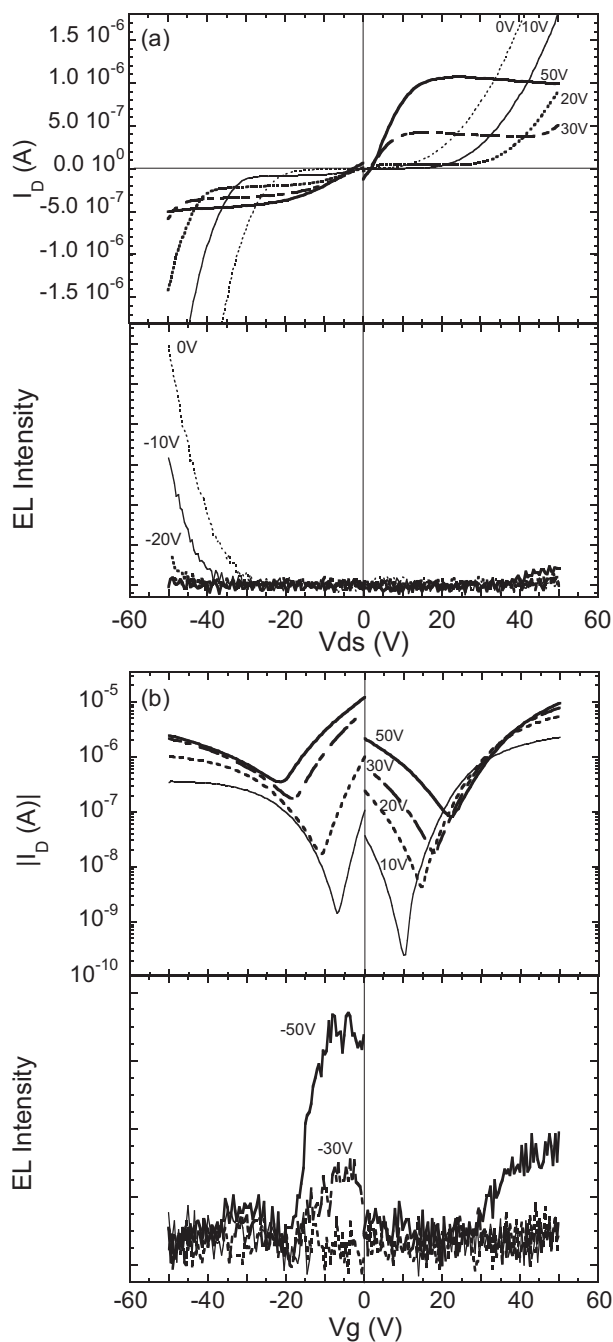 (a)
1.5 10⁻⁶
1.0 10⁻⁶
5.0 10⁻⁷
0.0 10⁰
-5.0 10⁻⁷
-1.0 10⁻⁶
-1.5 10⁻⁶
I_D (A)
0V 10V
50V
20V
30V
EL Intensity
0V
-10V
-20V
-60 -40 -20 0 20 40 60
Vds (V)
(b)
10⁻⁵
10⁻⁶
10⁻⁷
10⁻⁸
10⁻⁹
10⁻¹⁰
|I_D (A)|
50V
30V
20V
10V
EL Intensity
-50V
-30V
-60 -40 -20 0 20 40 60
Vg (V)